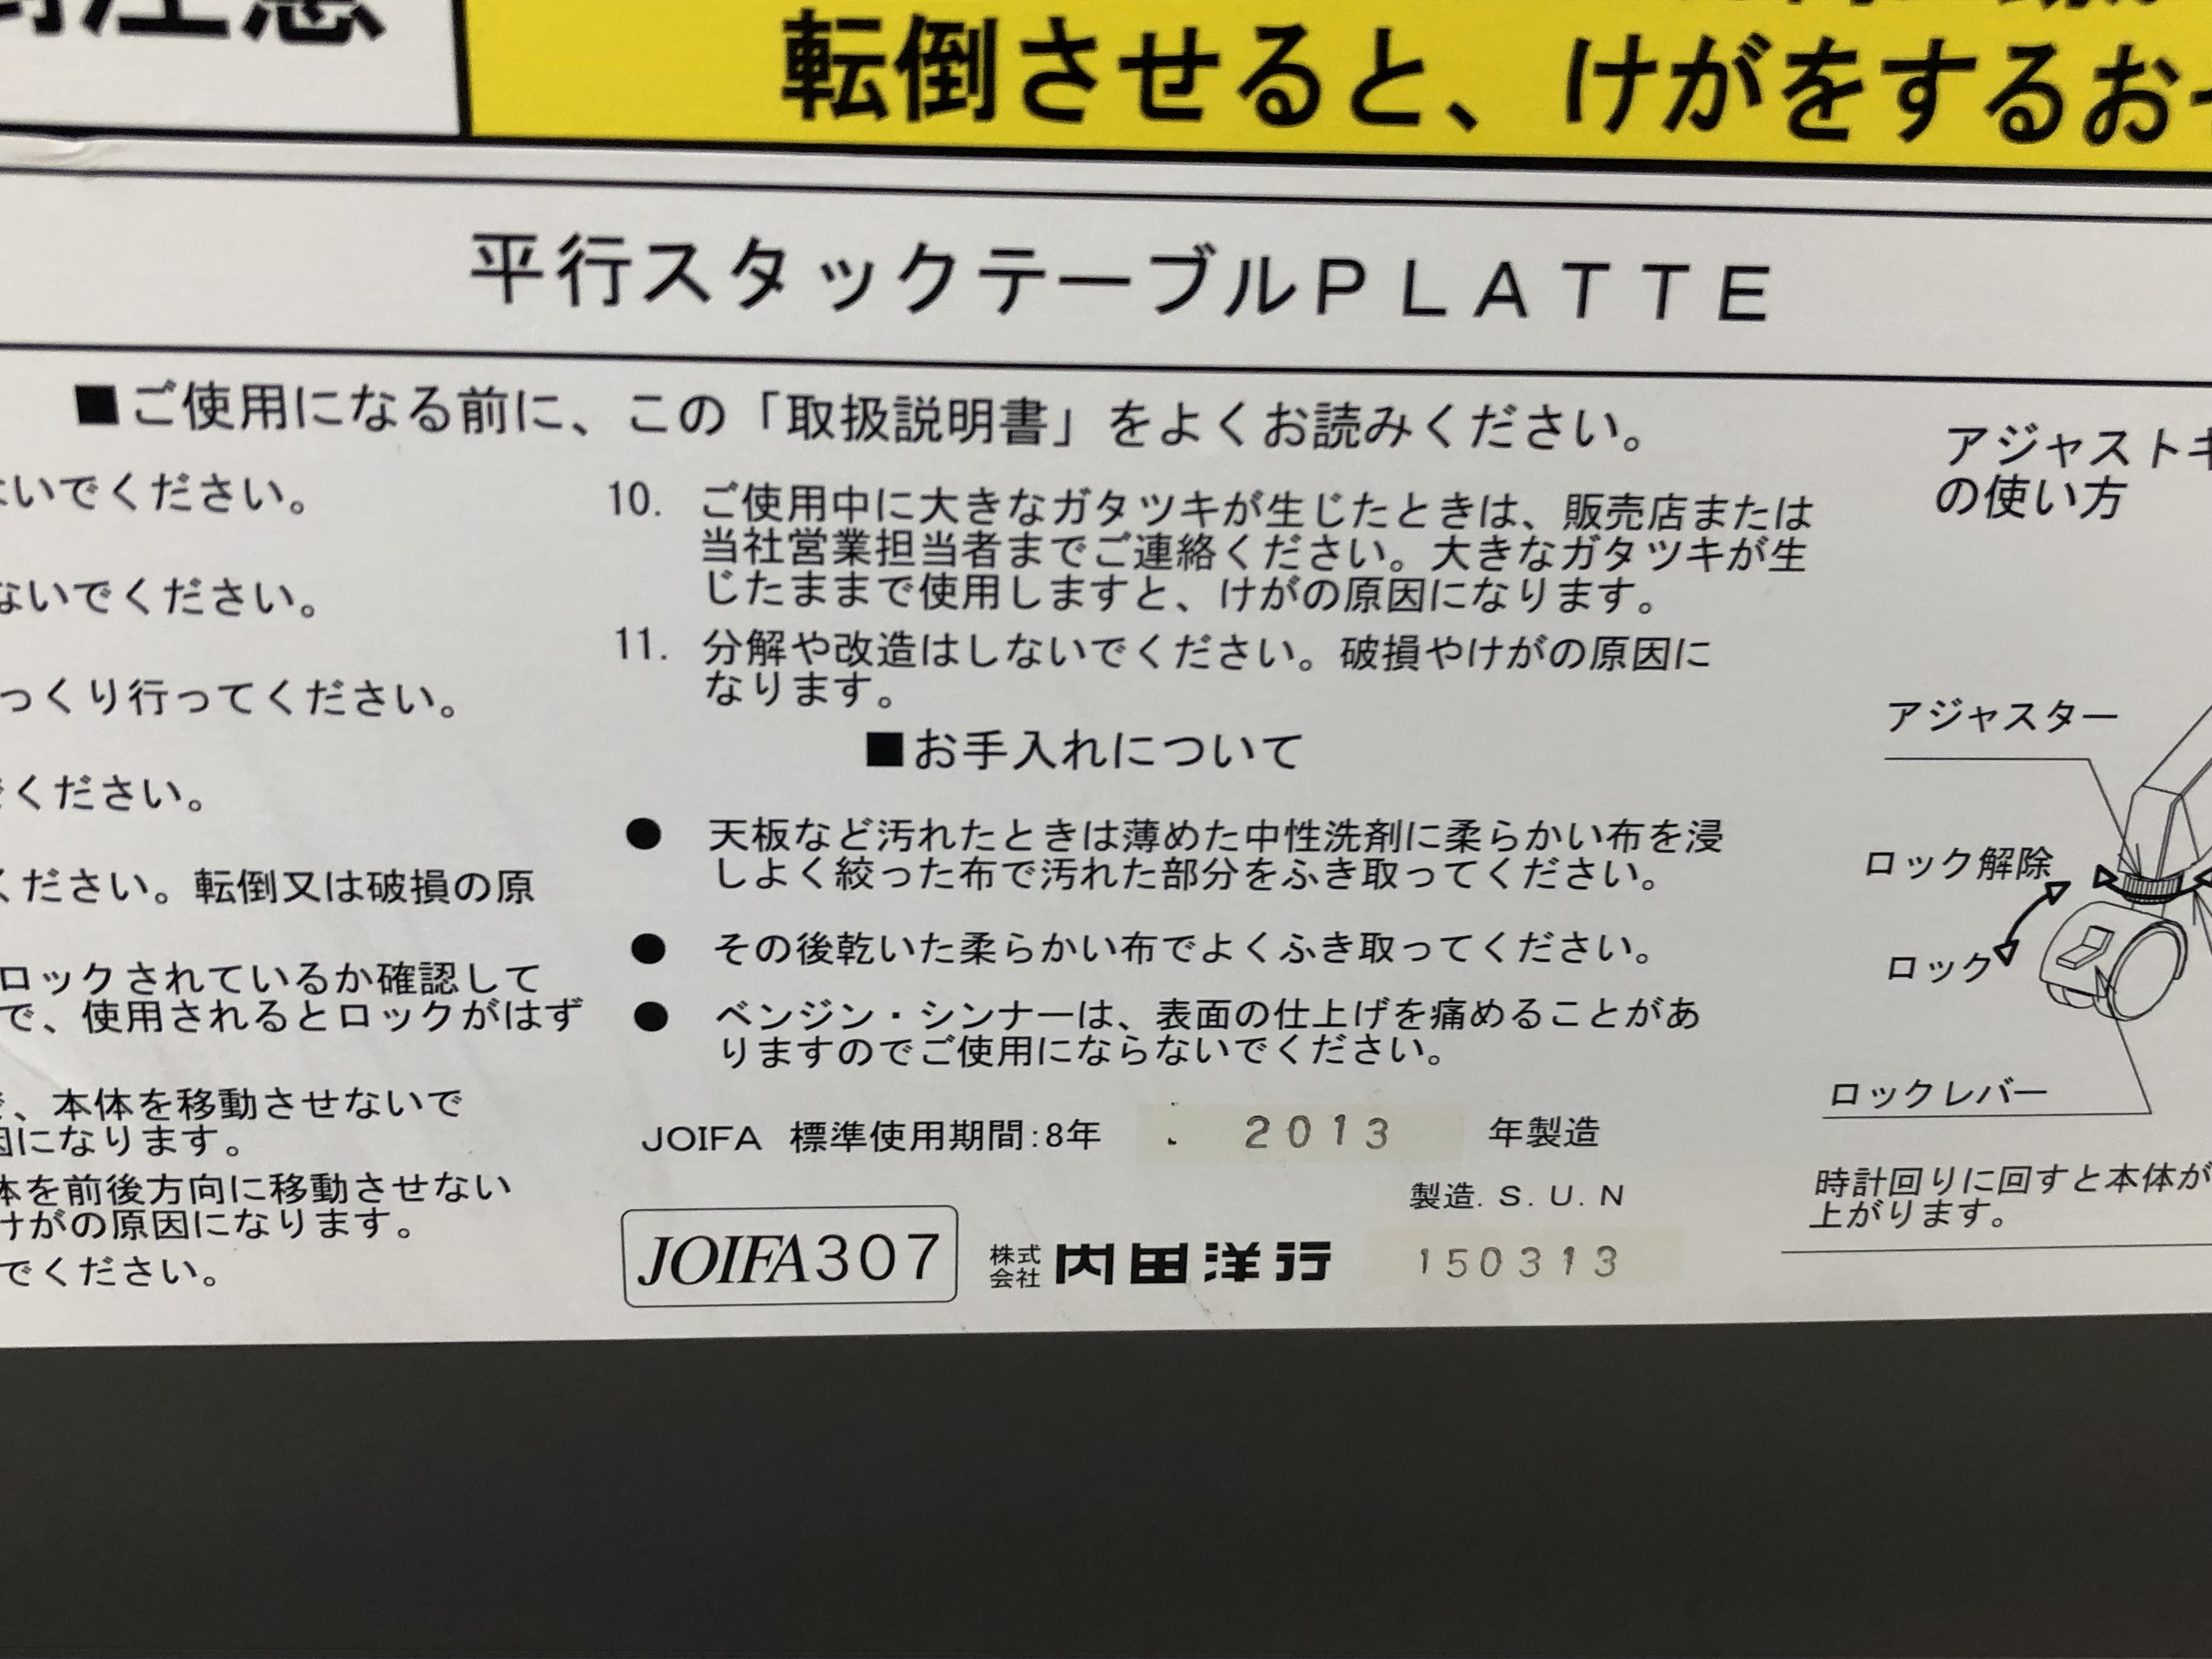 注意
転倒させると、けがをするお
平行スタックテーブルＰＬＡＴＴＥ
■ご使用になる前に、この「取扱説明書」をよくお読みください。
いでください。
ないでください。
っくり行ってください。
ください。
ください。転倒又は破損の原
ロックされているか確認して
で、使用されるとロックがはず
、本体を移動させないで
因になります。
体を前後方向に移動させない
けがの原因になります。
でください。
10. ご使用中に大きなガタツキが生じたときは、販売店または
当社営業担当者までご連絡ください。大きなガタツキが生
じたままで使用しますと、けがの原因になります。
11. 分解や改造はしないでください。破損やけがの原因に
なります。
■お手入れについて
● 天板など汚れたときは薄めた中性洗剤に柔らかい布を浸
しよく絞った布で汚れた部分をふき取ってください。
● その後乾いた柔らかい布でよくふき取ってください。
● ベンジン・シンナーは、表面の仕上げを痛めることがあ
りますのでご使用にならないでください。
JOIFA 標準使用期間:8年 2013 年製造
製造.Ｓ.Ｕ.Ｎ
JOIFA307 株式会社 内田洋行 150313
アジャストキ
の使い方
アジャスター
ロック解除
ロック
ロックレバー
時計回りに回すと本体が
上がります。